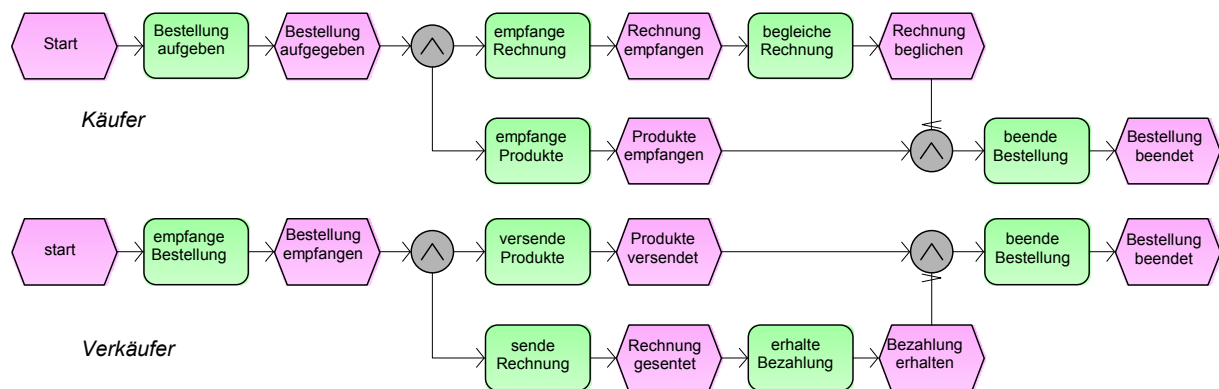 Start
Bestellung
aufgeben
Bestellung
aufgegeben
empfange
Rechnung
Rechnung
empfangen
begleiche
Rechnung
Rechnung
beglichen
Käufer
empfange
Produkte
Produkte
empfangen
beende
Bestellung
Bestellung
beendet
start
empfange
Bestellung
Bestellung
empfangen
versende
Produkte
Produkte
versendet
beende
Bestellung
Bestellung
beendet
Verkäufer
sende
Rechnung
Rechnung
gesentet
erhalte
Bezahlung
Bezahlung
erhalten